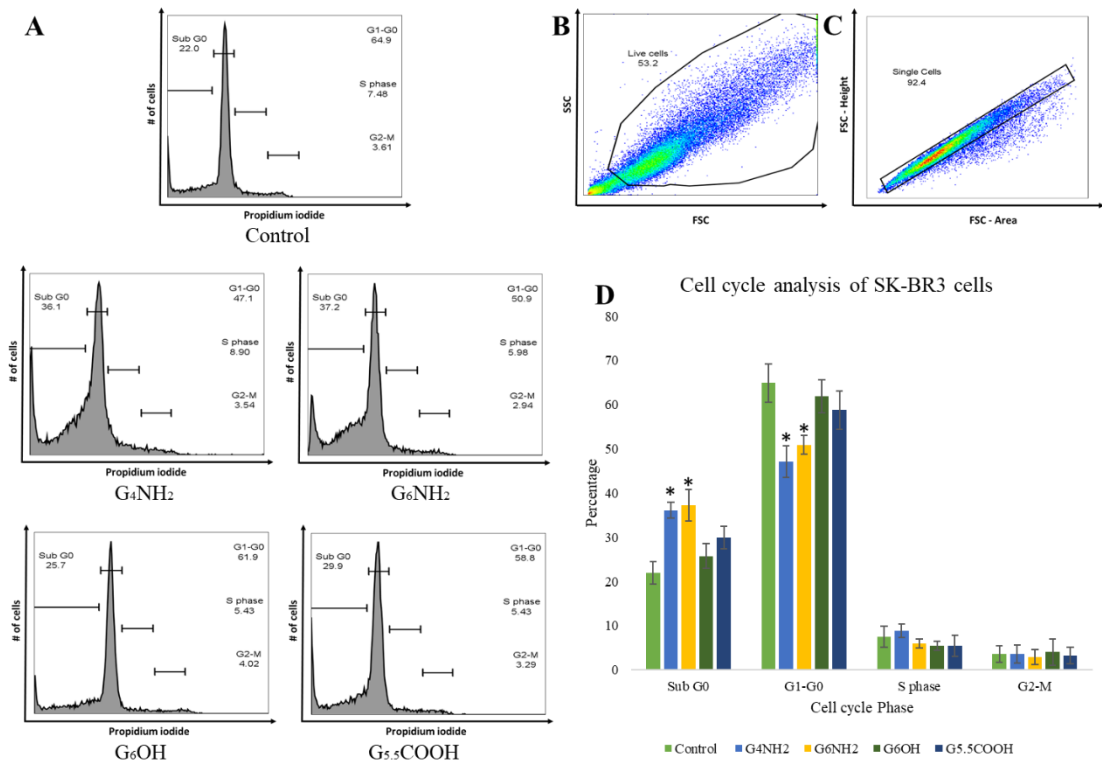 A
Sub G0
22.0
G1-G0
64.9
S phase
7.48
G2-M
3.61
# of cells
Propidium iodide
Control
B
Live cells
53.2
SSC
FSC
C
Single Cells
92.4
FSC - Height
FSC - Area
Sub G0
36.1
G1-G0
47.1
S phase
8.90
G2-M
3.54
# of cells
Propidium iodide
G₄NH₂
Sub G0
37.2
G1-G0
50.9
S phase
5.98
G2-M
2.94
# of cells
Propidium iodide
G₆NH₂
Sub G0
25.7
G1-G0
61.9
S phase
5.43
G2-M
4.02
# of cells
Propidium iodide
G₆OH
Sub G0
29.9
G1-G0
58.8
S phase
5.43
G2-M
3.29
# of cells
Propidium iodide
G₅.₅COOH
D
Cell cycle analysis of SK-BR3 cells
Percentage
80
70
60
50
40
30
20
10
0
* * * *
Sub G0 G1-G0 S phase G2-M
Cell cycle Phase
Control G4NH2 G6NH2 G6OH G5.5COOH